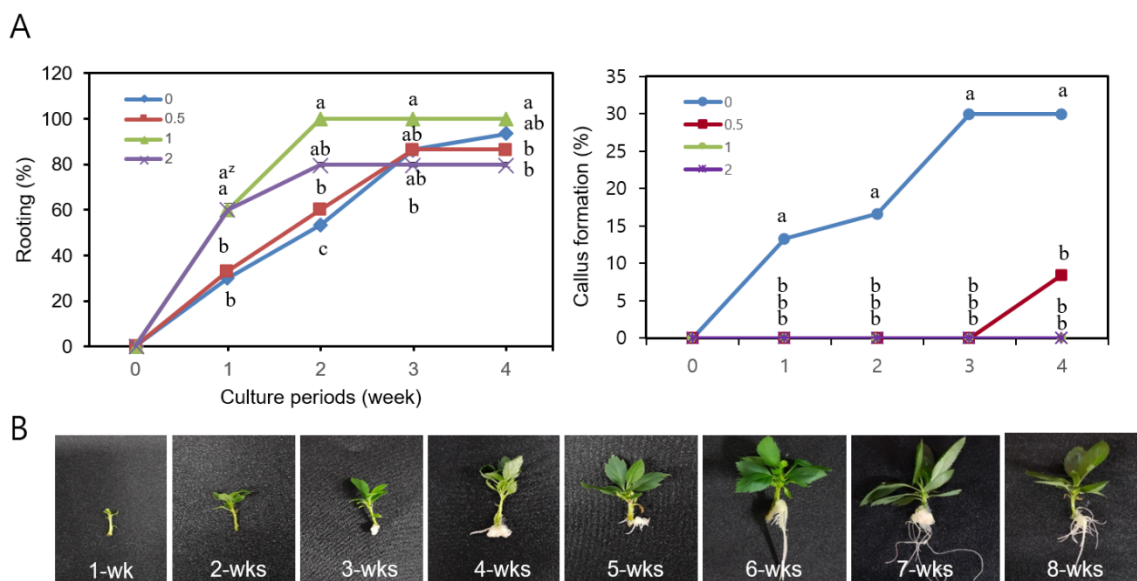 A
120
100
80
60
40
20
0
Rooting (%)
0
0.5
1
2
a^z
a
b
b
a
ab
b
c
a
ab
ab
b
a
ab
b
b
0 1 2 3 4
Culture periods (week)
35
30
25
20
15
10
5
0
Callus formation (%)
0
0.5
1
2
a
b
b
b
a
b
b
b
a
b
b
b
a
b
b
b
0 1 2 3 4
B
1-wk 2-wks 3-wks 4-wks 5-wks 6-wks 7-wks 8-wks